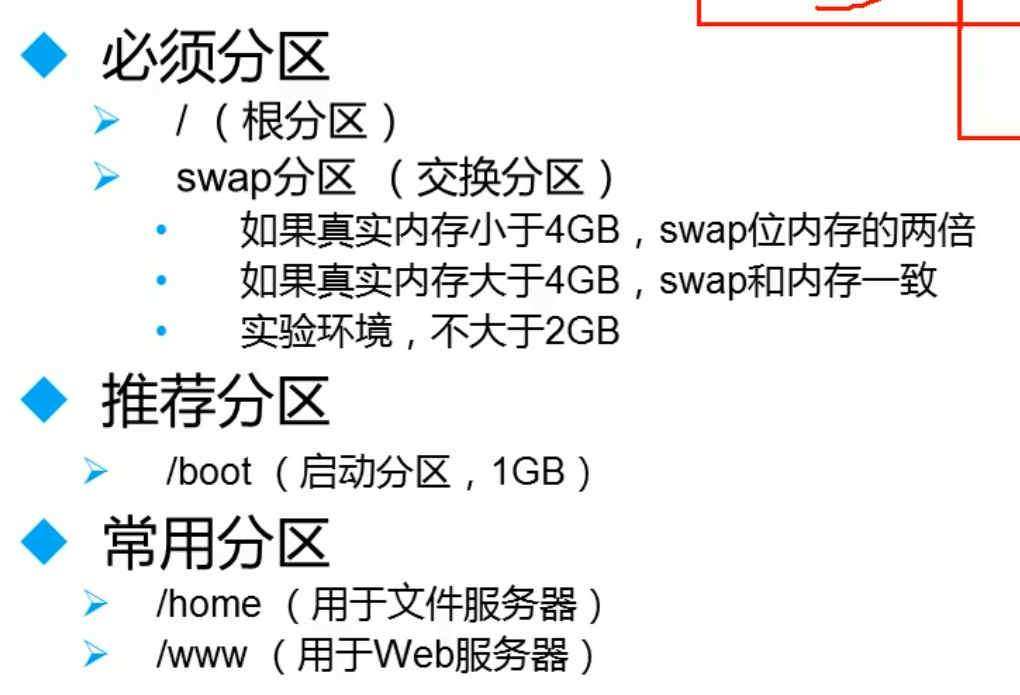 必须分区
/（根分区）
swap分区 （交换分区）
如果真实内存小于4GB，swap位内存的两倍
如果真实内存大于4GB，swap和内存一致
实验环境，不大于2GB
推荐分区
/boot （启动分区，1GB）
常用分区
/home （用于文件服务器）
/www （用于Web服务器）